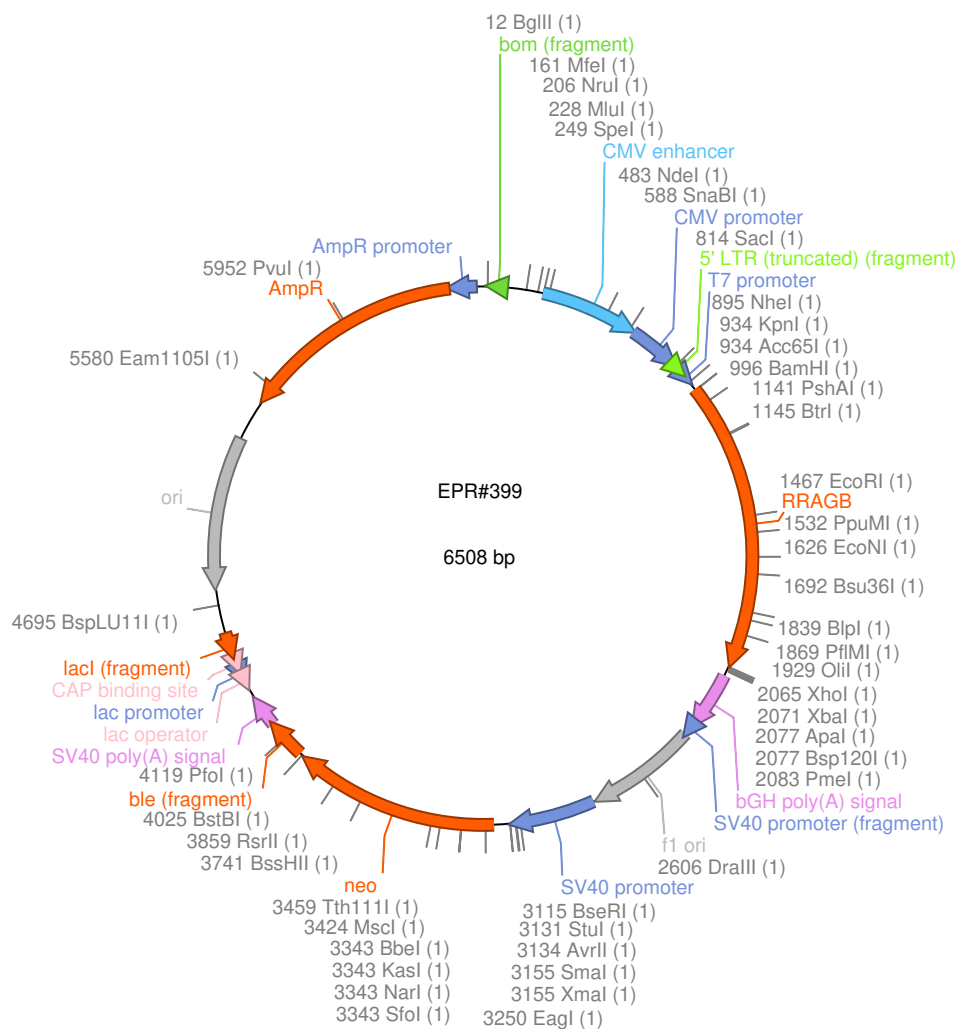 12 BglII (1)
bom (fragment)
161 MfeI (1)
206 NruI (1)
228 MluI (1)
249 SpeI (1)
CMV enhancer
483 NdeI (1)
588 SnaBI (1)
CMV promoter
814 SacI (1)
5' LTR (truncated) (fragment)
T7 promoter
895 NheI (1)
934 KpnI (1)
934 Acc65I (1)
996 BamHI (1)
1141 PshAI (1)
1145 BtrI (1)
1467 EcoRI (1)
RRAGB
1532 PpuMI (1)
1626 EcoNI (1)
1692 Bsu36I (1)
1839 BlpI (1)
1869 PflMI (1)
1929 OliI (1)
2065 XhoI (1)
2071 XbaI (1)
2077 ApaI (1)
2077 Bsp120I (1)
2083 PmeI (1)
bGH poly(A) signal
SV40 promoter (fragment)
f1 ori
2606 DraIII (1)
SV40 promoter
3115 BseRI (1)
3131 StuI (1)
3134 AvrII (1)
3155 SmaI (1)
3155 XmaI (1)
3250 EagI (1)
neo
3459 Tth111I (1)
3424 MscI (1)
3343 BbeI (1)
3343 KasI (1)
3343 NarI (1)
3343 SfoI (1)
3741 BssHII (1)
3859 RsrII (1)
4025 BstBI (1)
ble (fragment)
4119 PfoI (1)
SV40 poly(A) signal
lac operator
lac promoter
CAP binding site
lacI (fragment)
4695 BspLU11I (1)
ori
5580 Eam1105I (1)
AmpR
5952 PvuI (1)
AmpR promoter
EPR#399
6508 bp